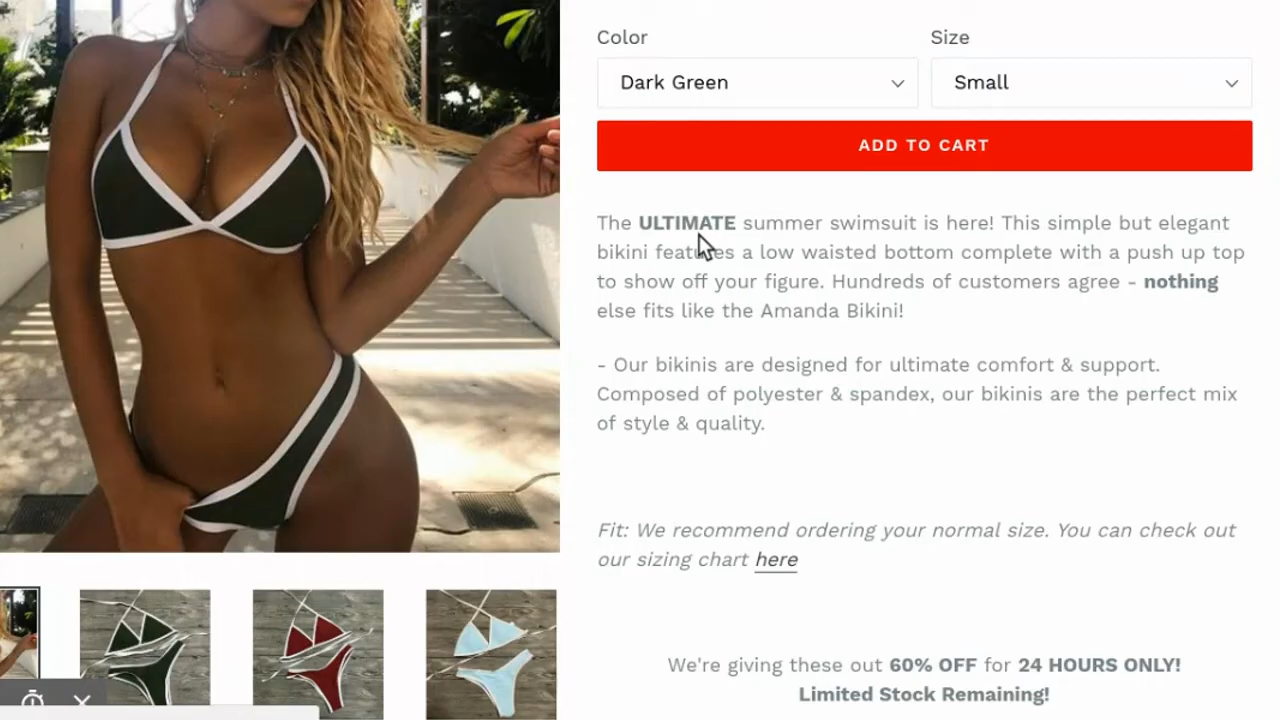 Color
Size
Dark Green
Small
ADD TO CART
The ULTIMATE summer swimsuit is here! This simple but elegant
bikini features a low waisted bottom complete with a push up top
to show off your figure. Hundreds of customers agree - nothing
else fits like the Amanda Bikini!
- Our bikinis are designed for ultimate comfort & support.
Composed of polyester & spandex, our bikinis are the perfect mix
of style & quality.
Fit: We recommend ordering your normal size. You can check out
our sizing chart here
We're giving these out 60% OFF for 24 HOURS ONLY!
Limited Stock Remaining!